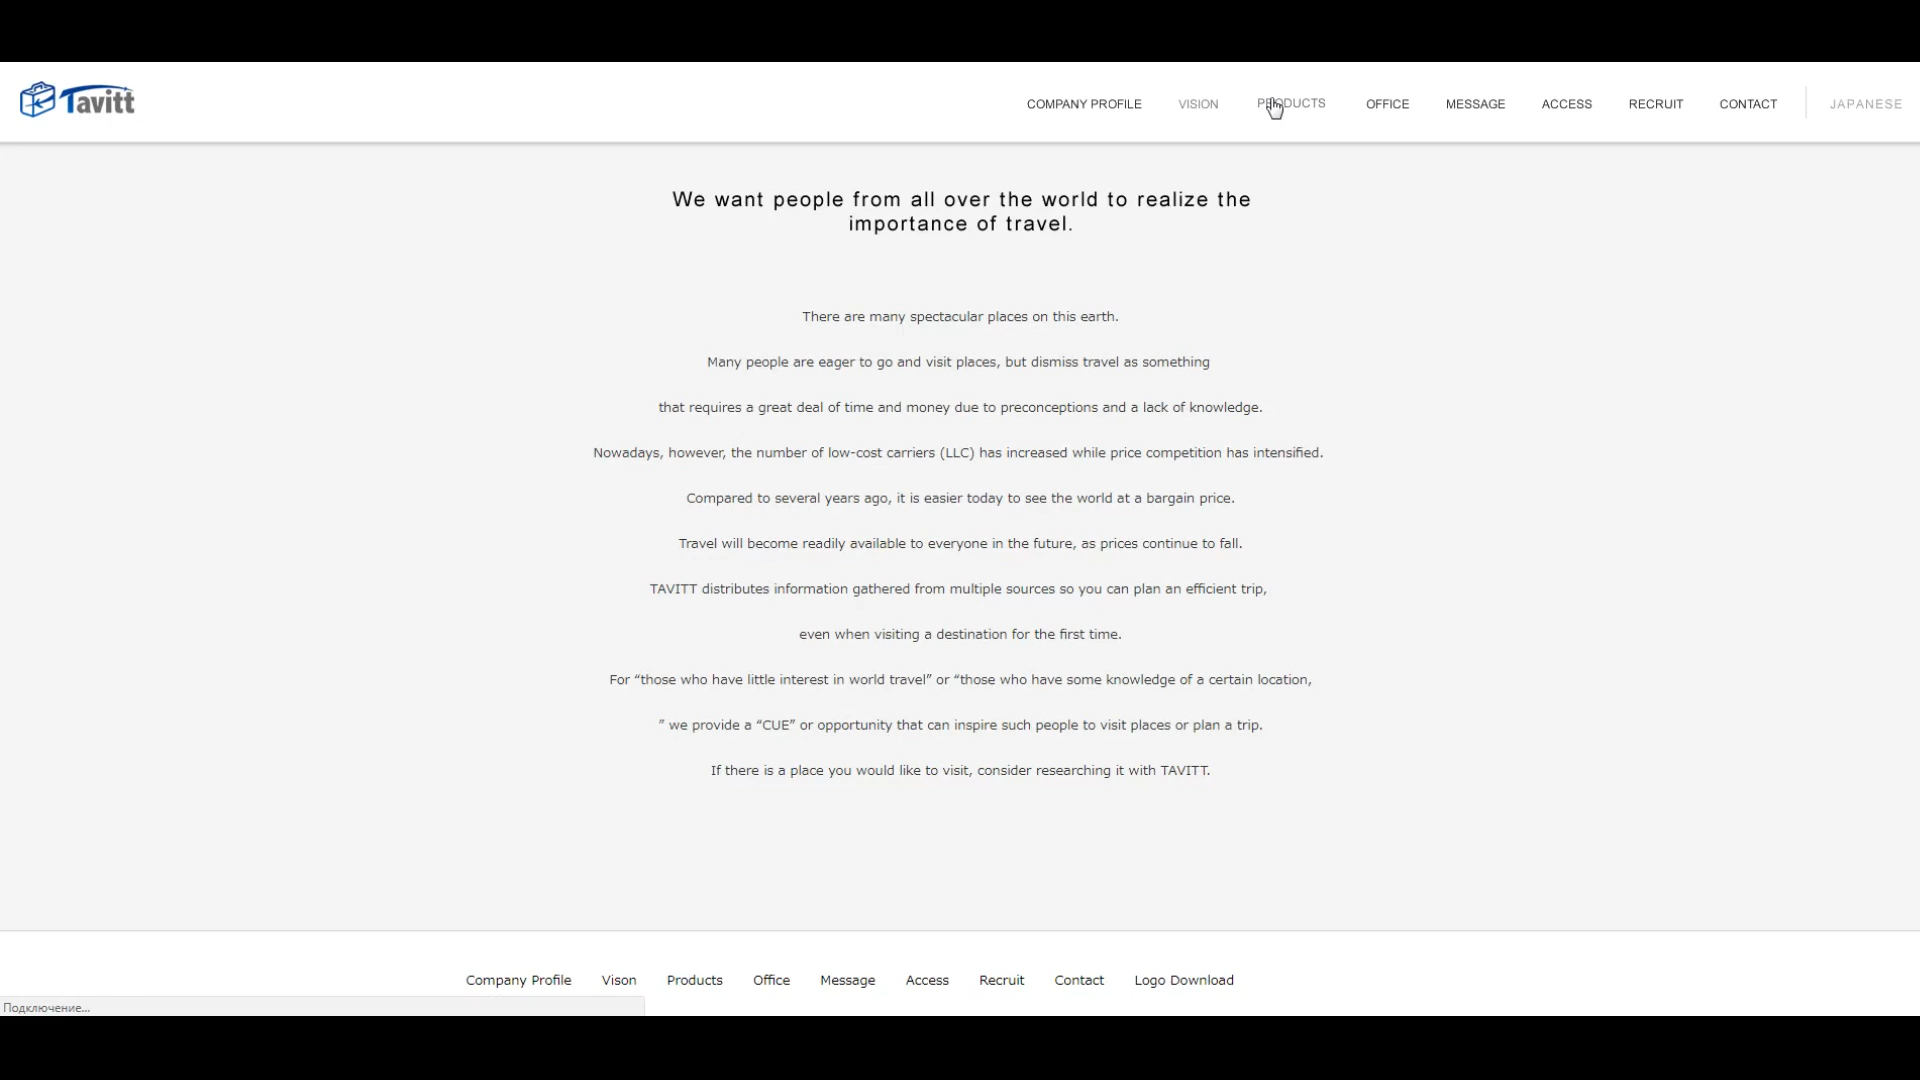 Tavitt
COMPANY PROFILE VISION PRODUCTS OFFICE MESSAGE ACCESS RECRUIT CONTACT JAPANESE
We want people from all over the world to realize the
importance of travel.
There are many spectacular places on this earth.
Many people are eager to go and visit places, but dismiss travel as something
that requires a great deal of time and money due to preconceptions and a lack of knowledge.
Nowadays, however, the number of low-cost carriers (LLC) has increased while price competition has intensified.
Compared to several years ago, it is easier today to see the world at a bargain price.
Travel will become readily available to everyone in the future, as prices continue to fall.
TAVITT distributes information gathered from multiple sources so you can plan an efficient trip,
even when visiting a destination for the first time.
For “those who have little interest in world travel” or “those who have some knowledge of a certain location,
” we provide a “CUE” or opportunity that can inspire such people to visit places or plan a trip.
If there is a place you would like to visit, consider researching it with TAVITT.
Company Profile Vison Products Office Message Access Recruit Contact Logo Download
Подключение...